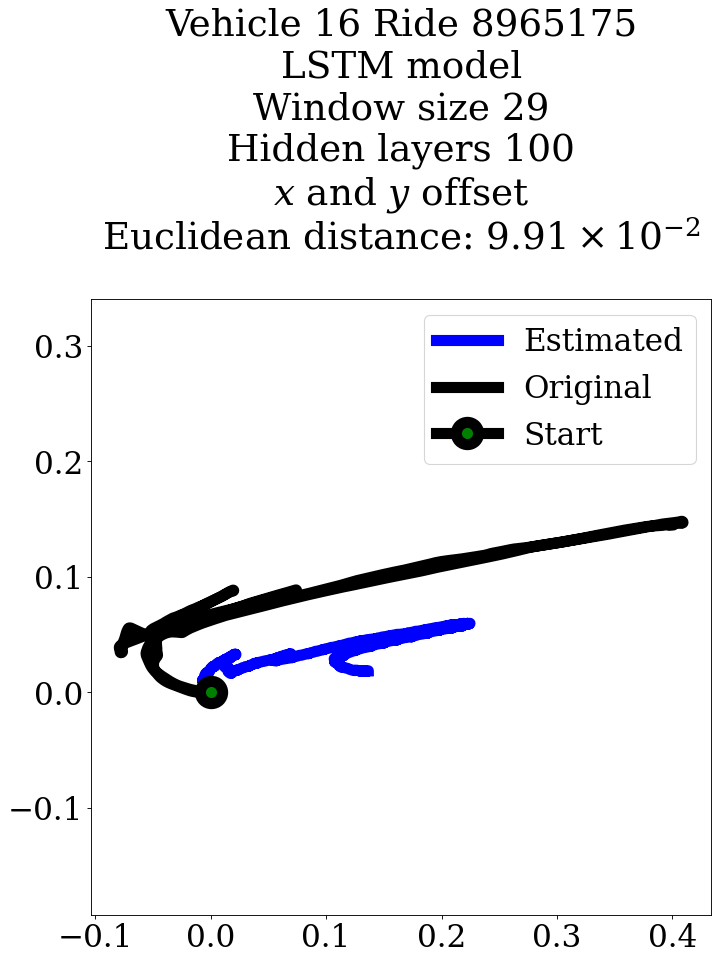 Vehicle 16 Ride 8965175
LSTM model
Window size 29
Hidden layers 100
x and y offset
Euclidean distance: 9.91 × 10⁻²
Estimated
Original
Start
0.3
0.2
0.1
0.0
−0.1
−0.1 0.0 0.1 0.2 0.3 0.4